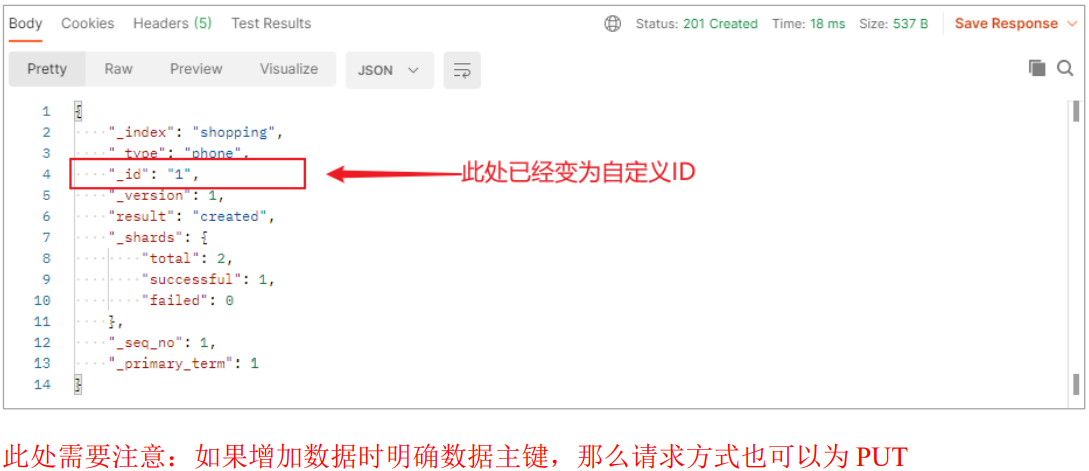 Body Cookies Headers (5) Test Results Status: 201 Created Time: 18 ms Size: 537 B Save Response
Pretty Raw Preview Visualize JSON
1 {
2 "_index": "shopping",
3 "_type": "phone",
4 "_id": "1", 此处已经变为自定义ID
5 "_version": 1,
6 "result": "created",
7 "_shards": {
8 "total": 2,
9 "successful": 1,
10 "failed": 0
11 },
12 "_seq_no": 1,
13 "_primary_term": 1
14 }
此处需要注意：如果增加数据时明确数据主键，那么请求方式也可以为 PUT